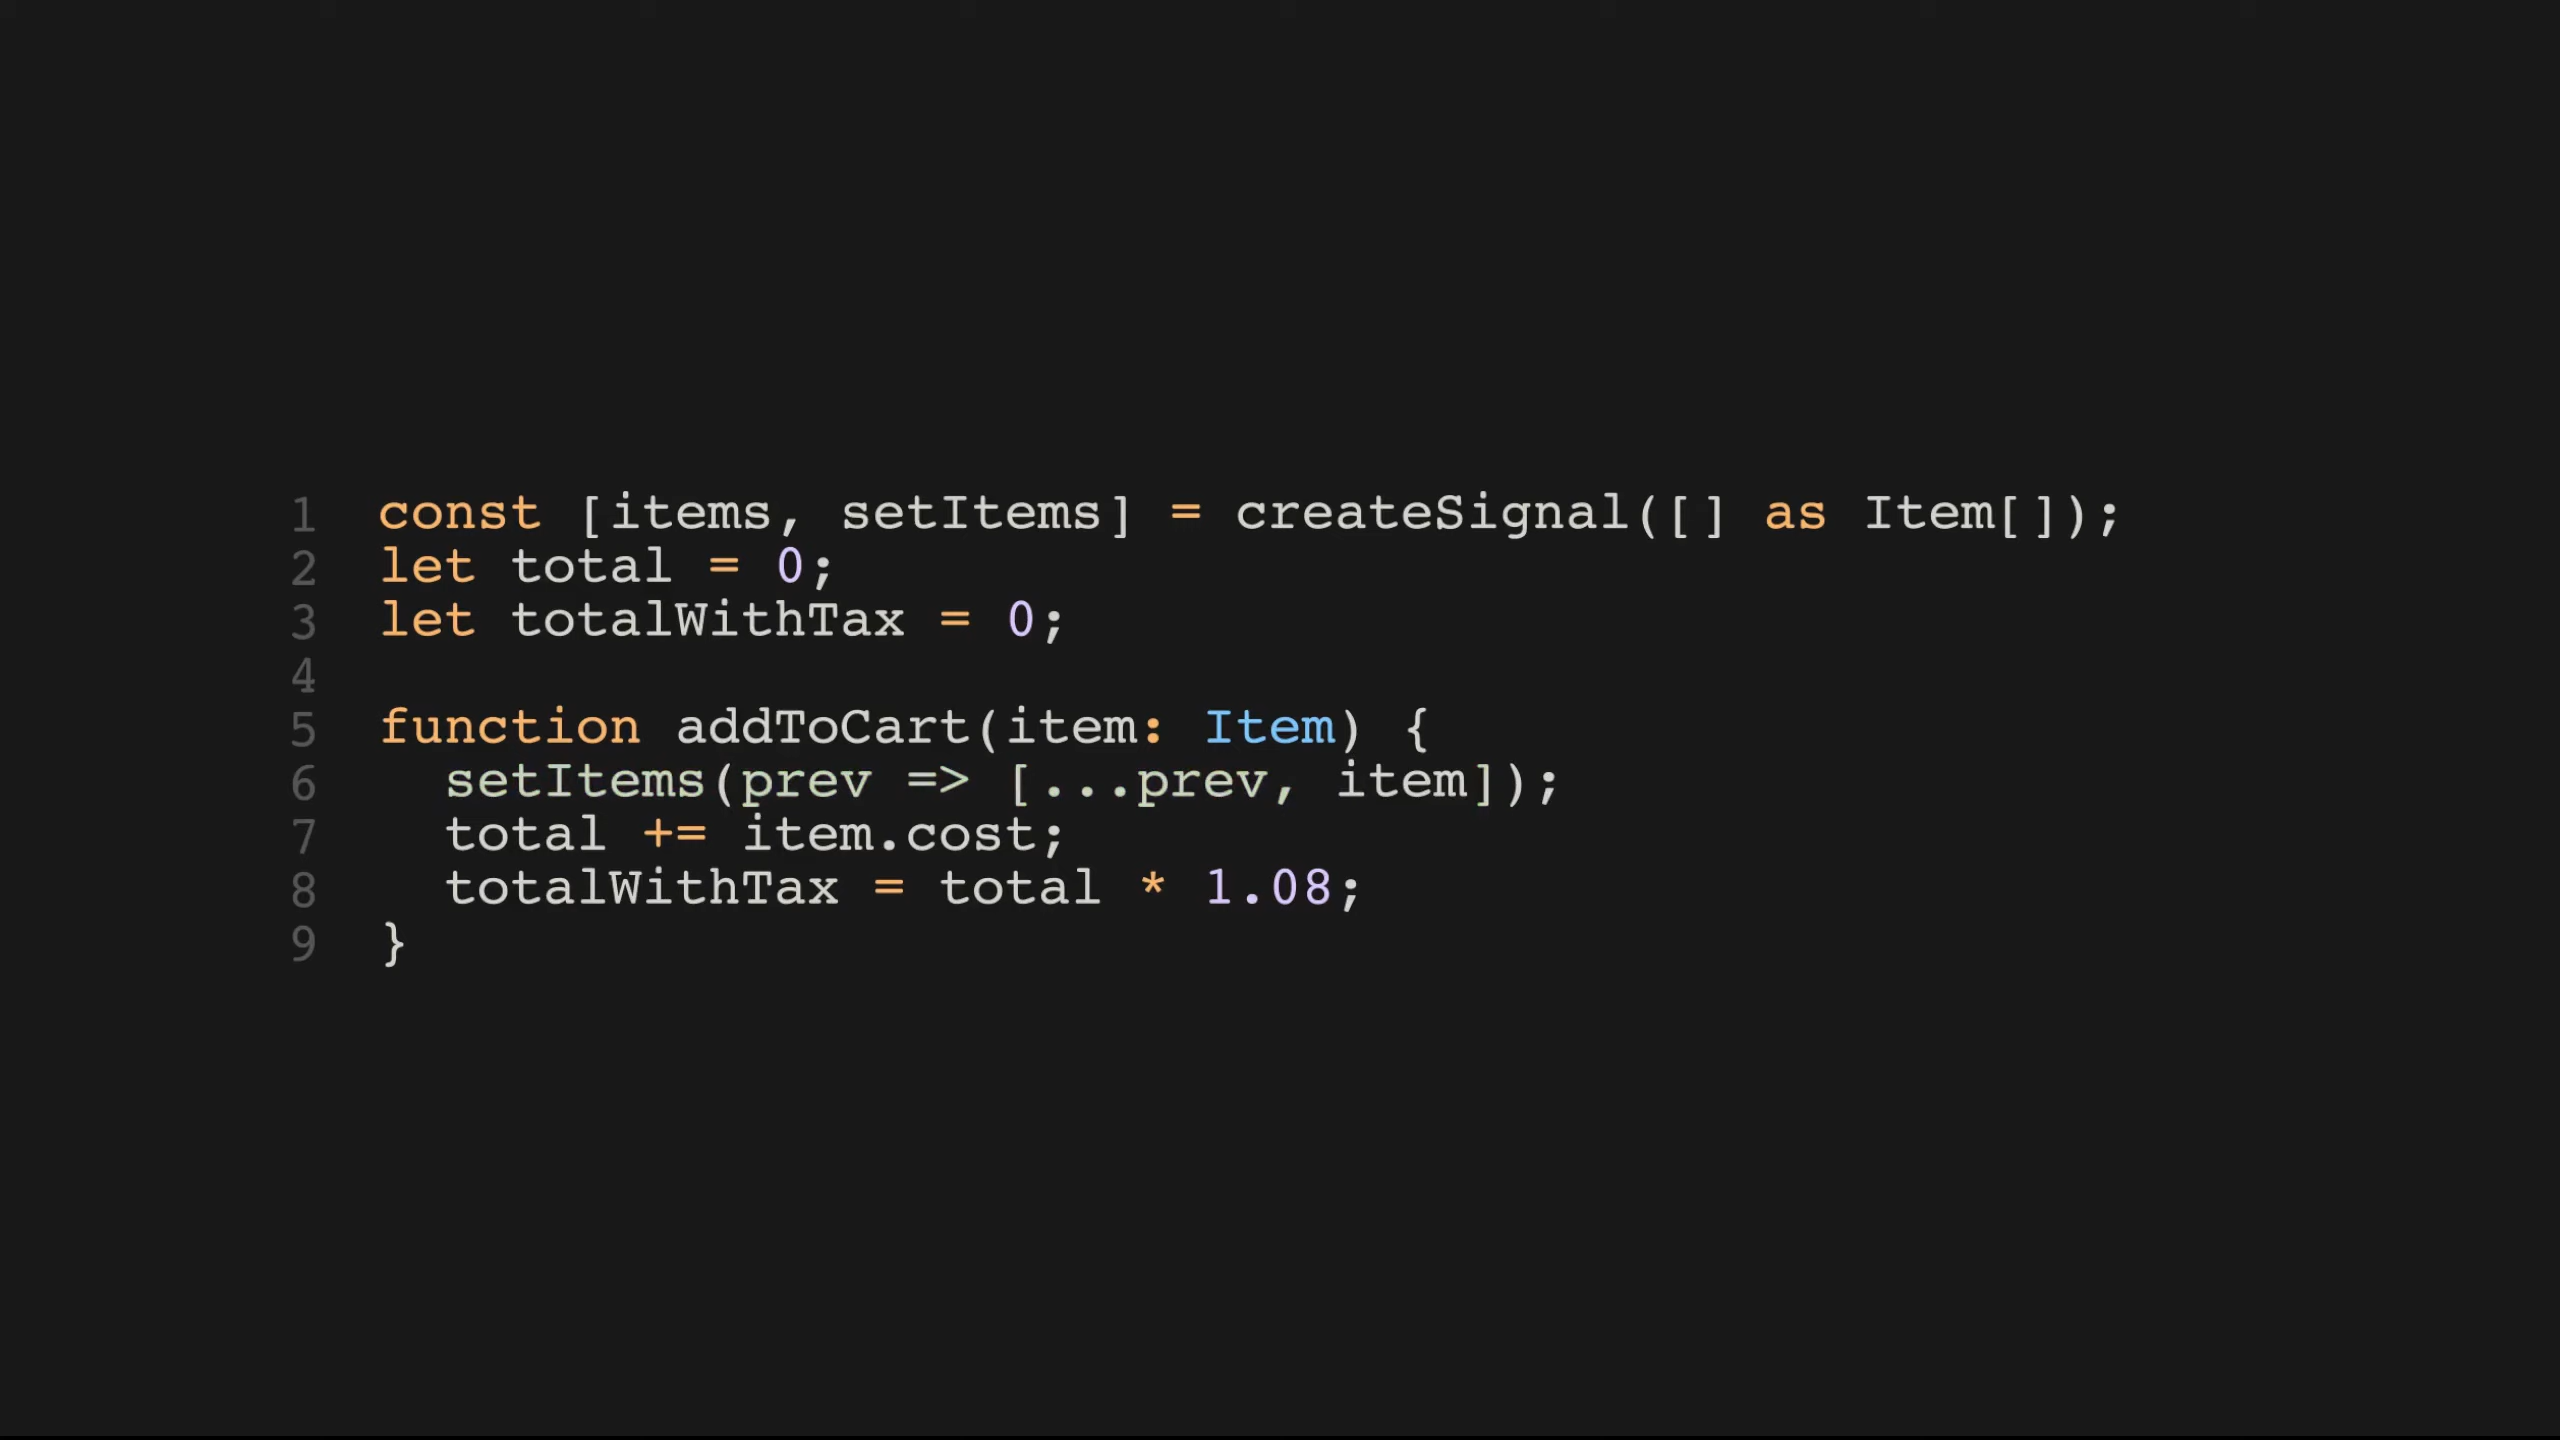 1 const [items, setItems] = createSignal([] as Item[]);
2 let total = 0;
3 let totalWithTax = 0;
4
5 function addToCart(item: Item) {
6   setItems(prev => [...prev, item]);
7   total += item.cost;
8   totalWithTax = total * 1.08;
9 }